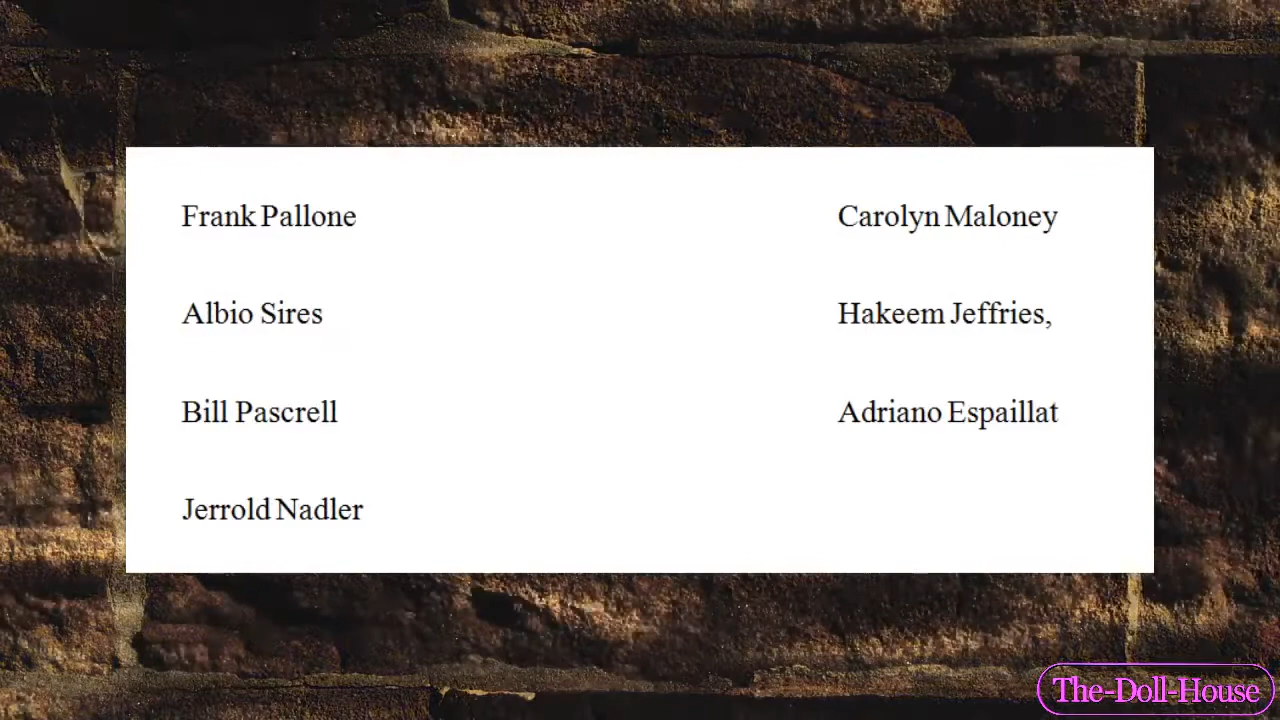 Frank Pallone
Albio Sires
Bill Pascrell
Jerrold Nadler
Carolyn Maloney
Hakeem Jeffries,
Adriano Espaillat
The-Doll-House